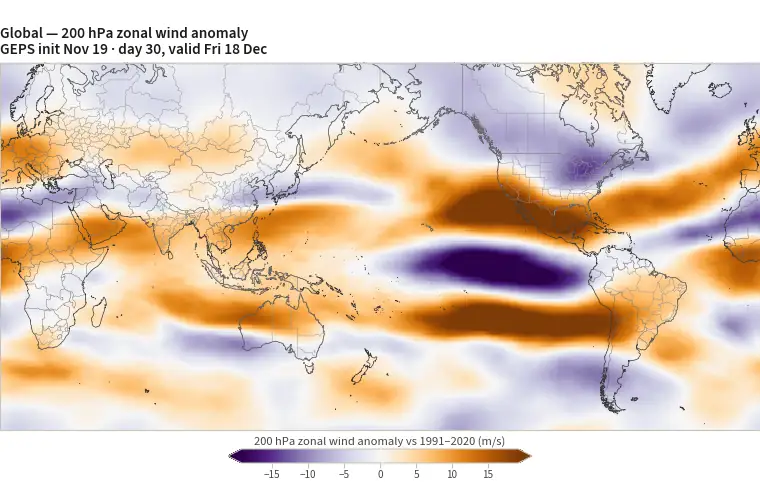 Global — 200 hPa zonal wind anomaly
GEPS init Nov 19 · day 30, valid Fri 18 Dec
200 hPa zonal wind anomaly vs 1991–2020 (m/s)
−15 −10 −5 0 5 10 15